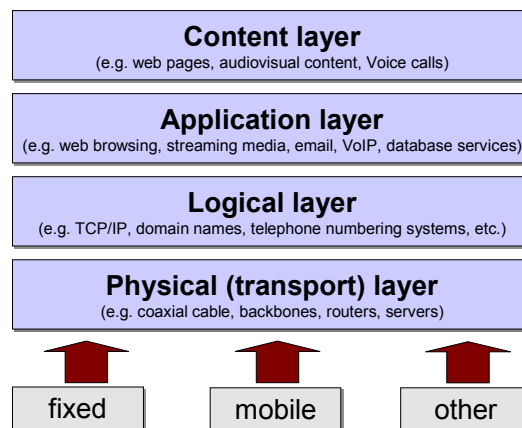 Content layer
(e.g. web pages, audiovisual content, Voice calls)
Application layer
(e.g. web browsing, streaming media, email, VoIP, database services)
Logical layer
(e.g. TCP/IP, domain names, telephone numbering systems, etc.)
Physical (transport) layer
(e.g. coaxial cable, backbones, routers, servers)
fixed
mobile
other